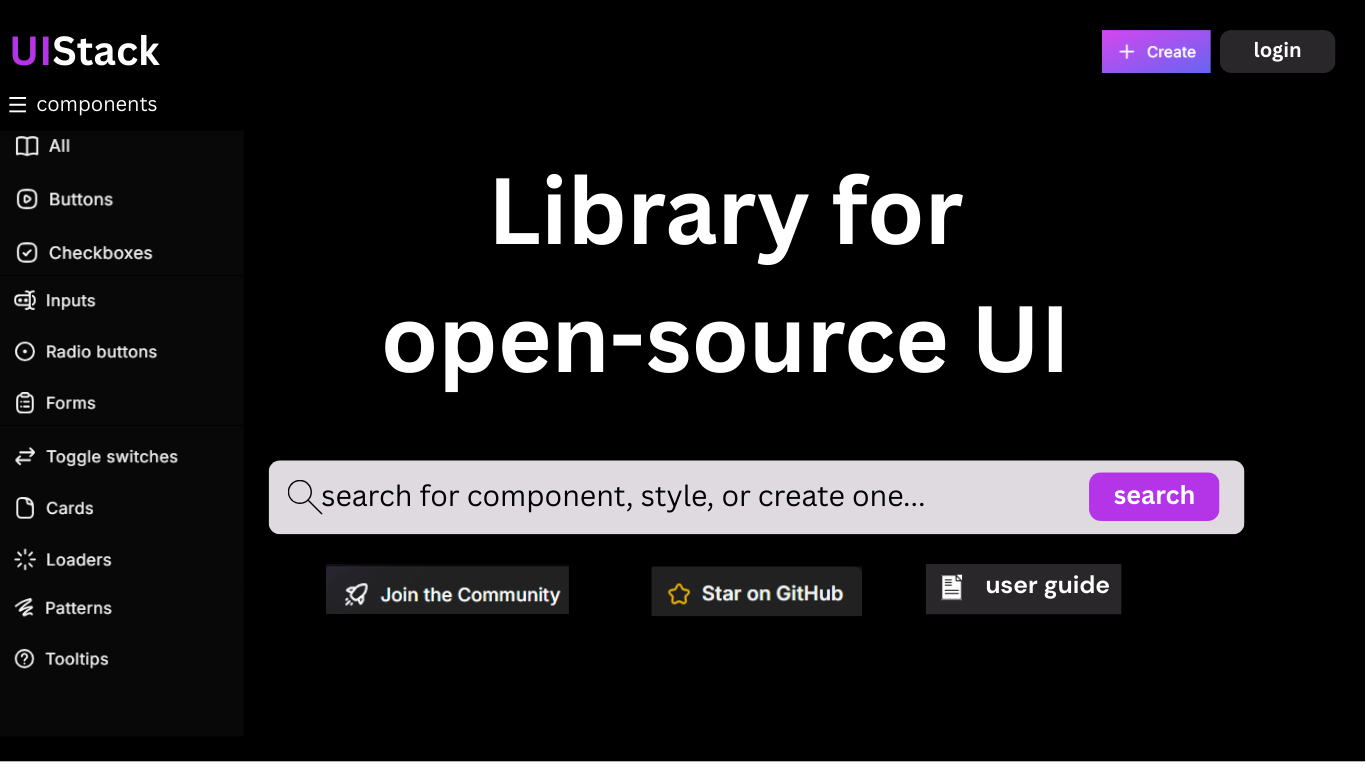 UIStack
Create
login
components
All
Buttons
Checkboxes
Inputs
Radio buttons
Forms
Toggle switches
Cards
Loaders
Patterns
Tooltips
Library for
open-source UI
search for component, style, or create one...
search
Join the Community
Star on GitHub
user guide